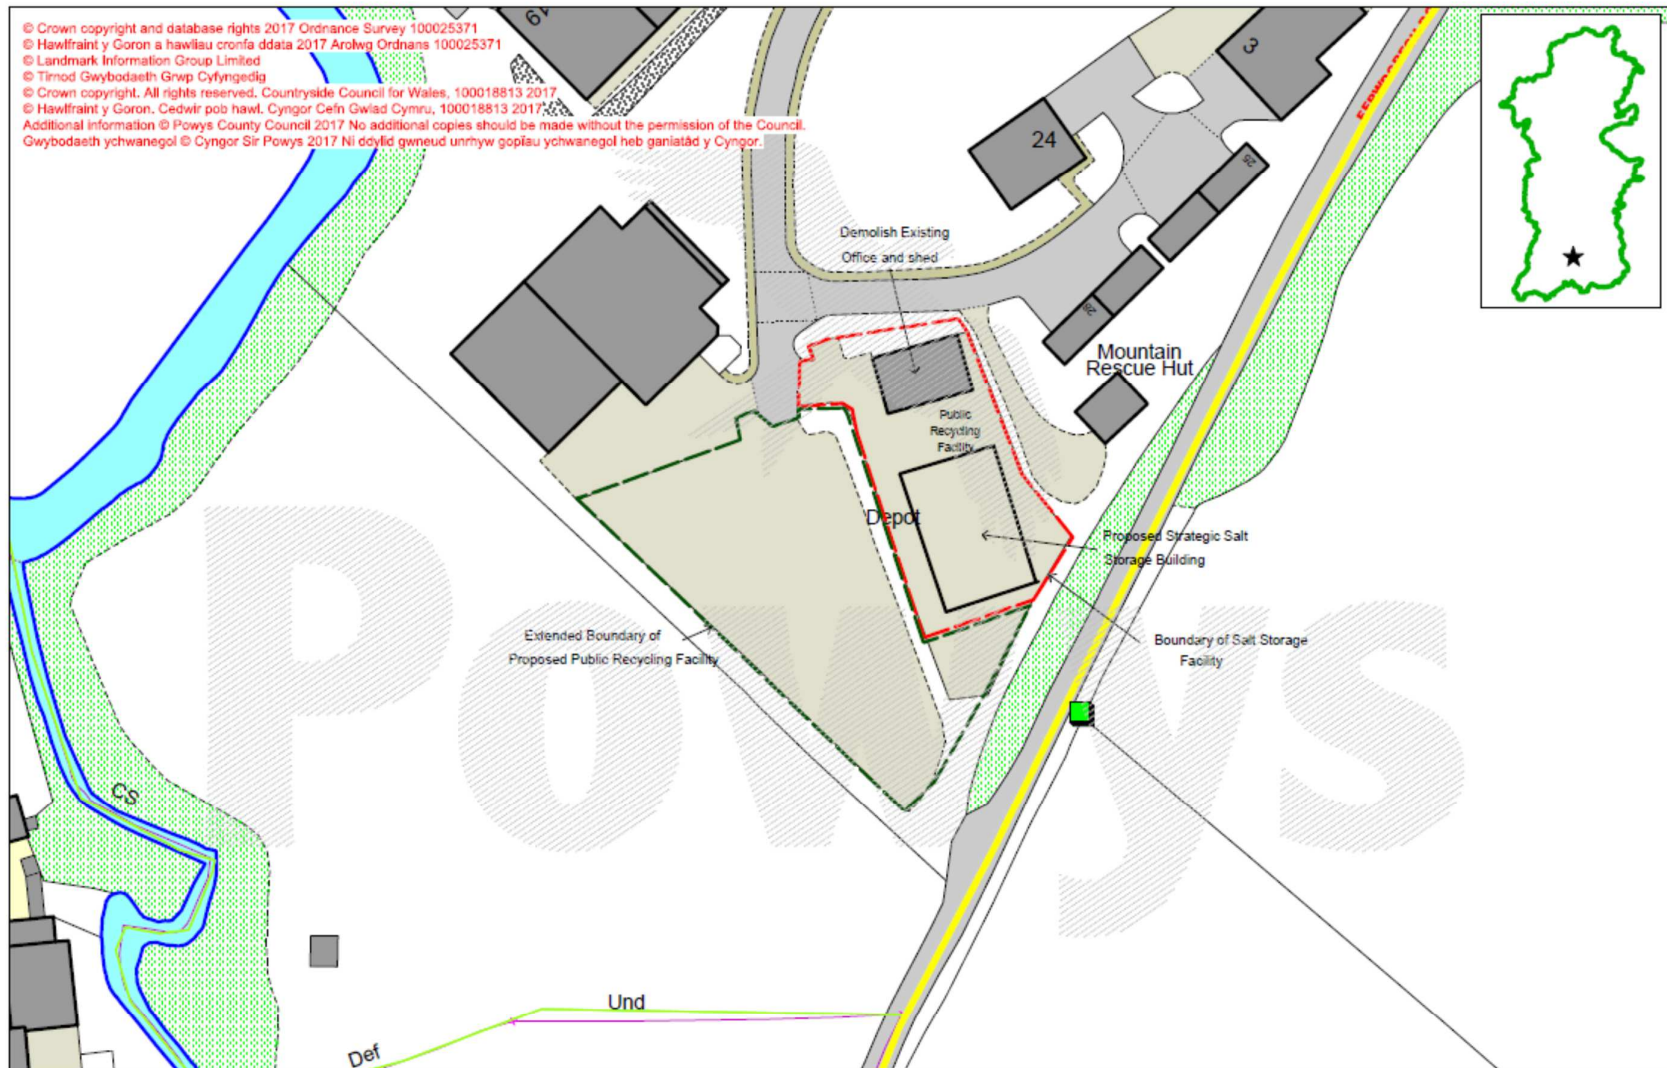 © Crown copyright and database rights 2017 Ordnance Survey 100025371
© Hawlfraint y Goron a hawliau cronfa ddata 2017 Arolwg Ordnans 100025371
© Landmark Information Group Limited
© Tirnod Gwybodaeth Grwp Cyfyngedig
© Crown copyright. All rights reserved. Countryside Council for Wales, 100018813 2017
© Hawlfraint y Goron. Cedwir pob hawl. Cyngor Cefn Gwlad Cymru, 100018813 2017
Additional information © Powys County Council 2017 No additional copies should be made without the permission of the Council.
Gwybodaeth ychwanegol © Cyngor Sir Powys 2017 Ni ddylid gwneud unrhyw gopïau ychwanegol heb ganiatâd y Cyngor.
19
3
24
25
28
Demolish Existing
Office and shed
Mountain
Rescue Hut
Public
Recycling
Facility
Depot
Proposed Strategic Salt
Storage Building
Extended Boundary of
Proposed Public Recycling Facility
Boundary of Salt Storage
Facility
Powys
CS
Und
Def